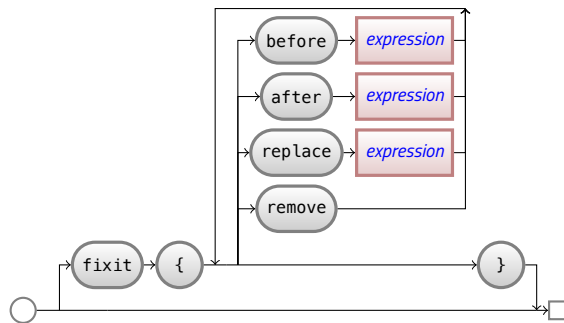 before expression
after expression
replace expression
remove
fixit { }